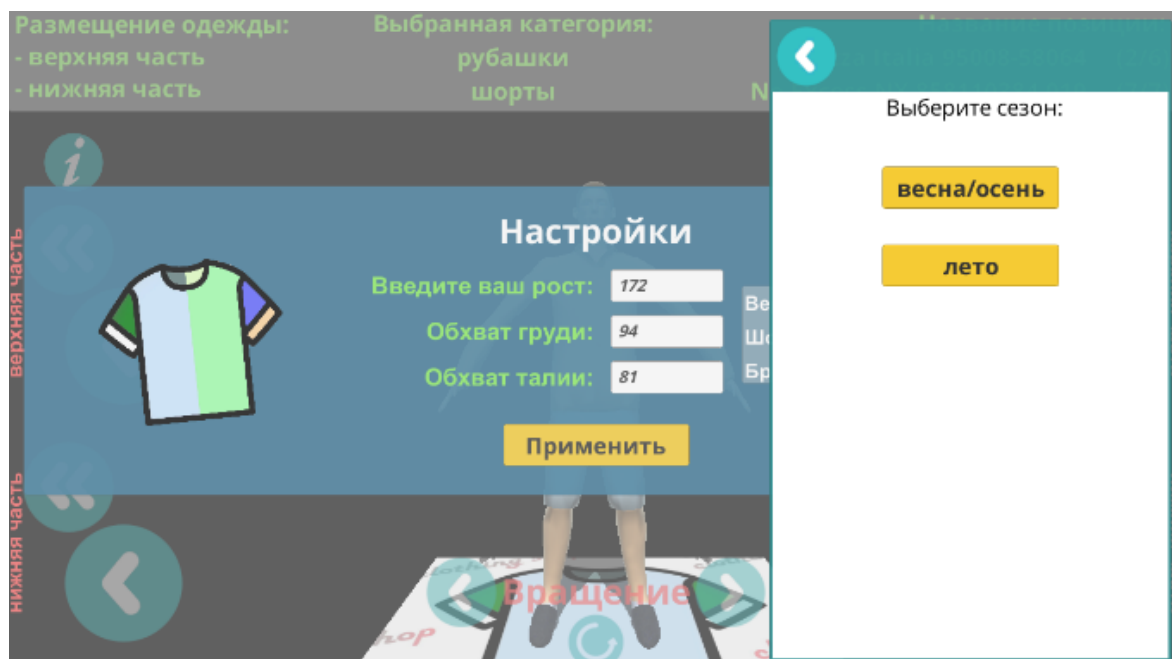 Размещение одежды:
- верхняя часть
- нижняя часть
Выбранная категория:
рубашки
шорты
Выберите сезон:
весна/осень
лето
верхняя часть
нижняя часть
Настройки
Введите ваш рост: 172
Обхват груди: 94
Обхват талии: 81
Применить
Вращение